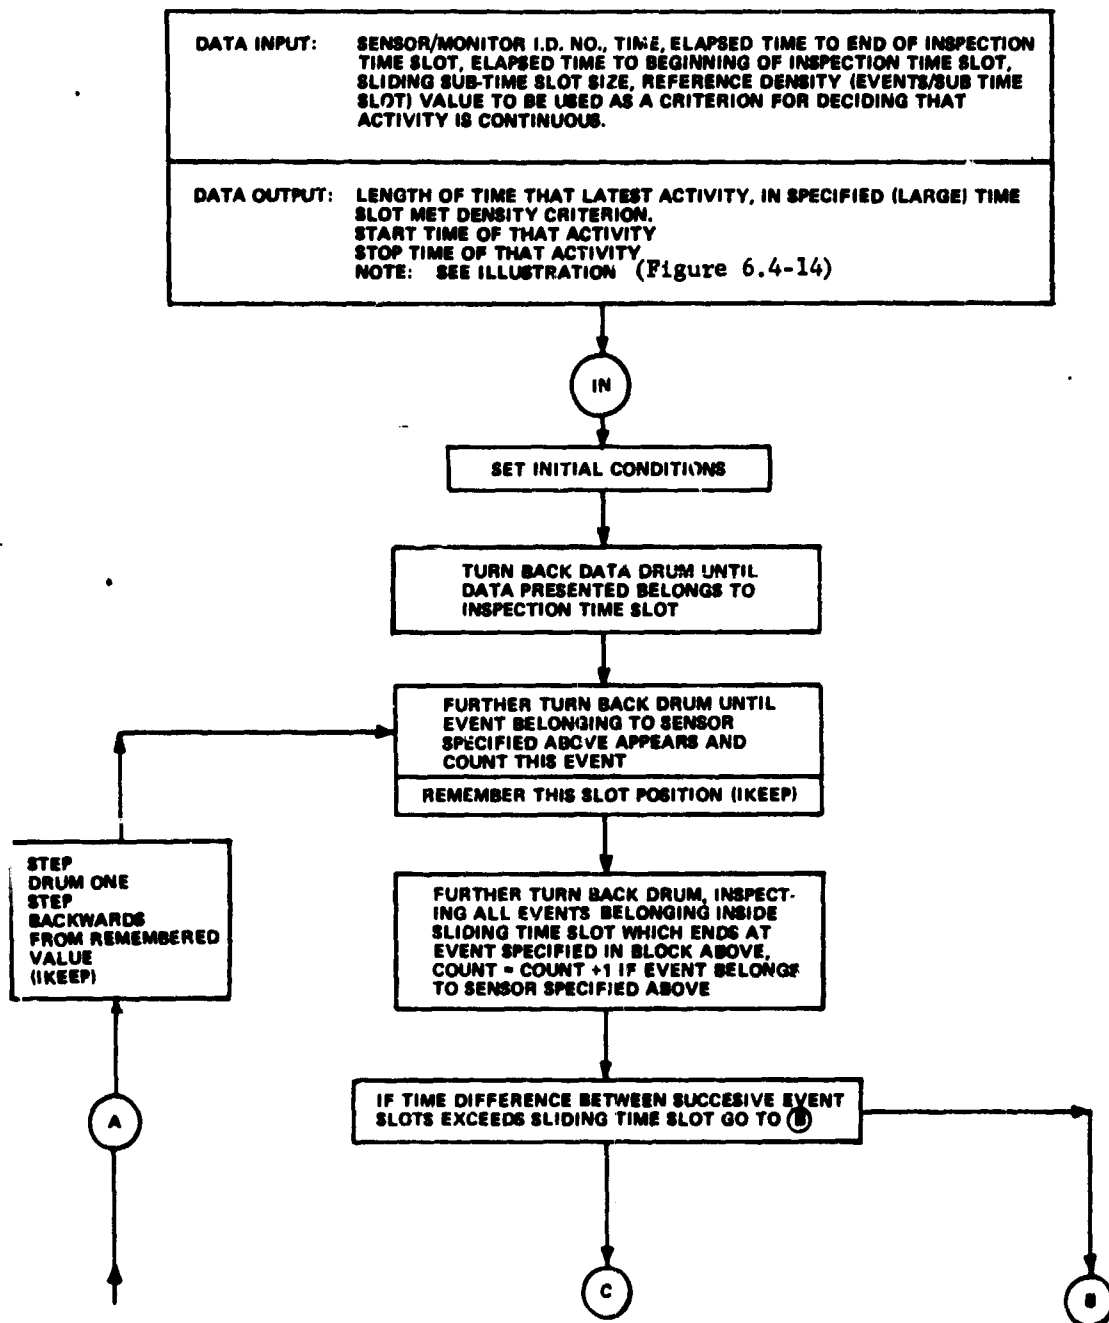 DATA INPUT: SENSOR/MONITOR I.D. NO., TIME, ELAPSED TIME TO END OF INSPECTION
TIME SLOT, ELAPSED TIME TO BEGINNING OF INSPECTION TIME SLOT,
SLIDING SUB-TIME SLOT SIZE, REFERENCE DENSITY (EVENTS/SUB TIME
SLOT) VALUE TO BE USED AS A CRITERION FOR DECIDING THAT
ACTIVITY IS CONTINUOUS.
DATA OUTPUT: LENGTH OF TIME THAT LATEST ACTIVITY, IN SPECIFIED (LARGE) TIME
SLOT MET DENSITY CRITERION.
START TIME OF THAT ACTIVITY
STOP TIME OF THAT ACTIVITY
NOTE: SEE ILLUSTRATION (Figure 6.4-14)
IN
SET INITIAL CONDITIONS
TURN BACK DATA DRUM UNTIL
DATA PRESENTED BELONGS TO
INSPECTION TIME SLOT
FURTHER TURN BACK DRUM UNTIL
EVENT BELONGING TO SENSOR
SPECIFIED ABOVE APPEARS AND
COUNT THIS EVENT
REMEMBER THIS SLOT POSITION (IKEEP)
STEP
DRUM ONE
STEP
BACKWARDS
FROM REMEMBERED
VALUE
(IKEEP)
FURTHER TURN BACK DRUM, INSPECT-
ING ALL EVENTS BELONGING INSIDE
SLIDING TIME SLOT WHICH ENDS AT
EVENT SPECIFIED IN BLOCK ABOVE,
COUNT = COUNT +1 IF EVENT BELONGS
TO SENSOR SPECIFIED ABOVE
IF TIME DIFFERENCE BETWEEN SUCCESIVE EVENT
SLOTS EXCEEDS SLIDING TIME SLOT GO TO B
A
C
B